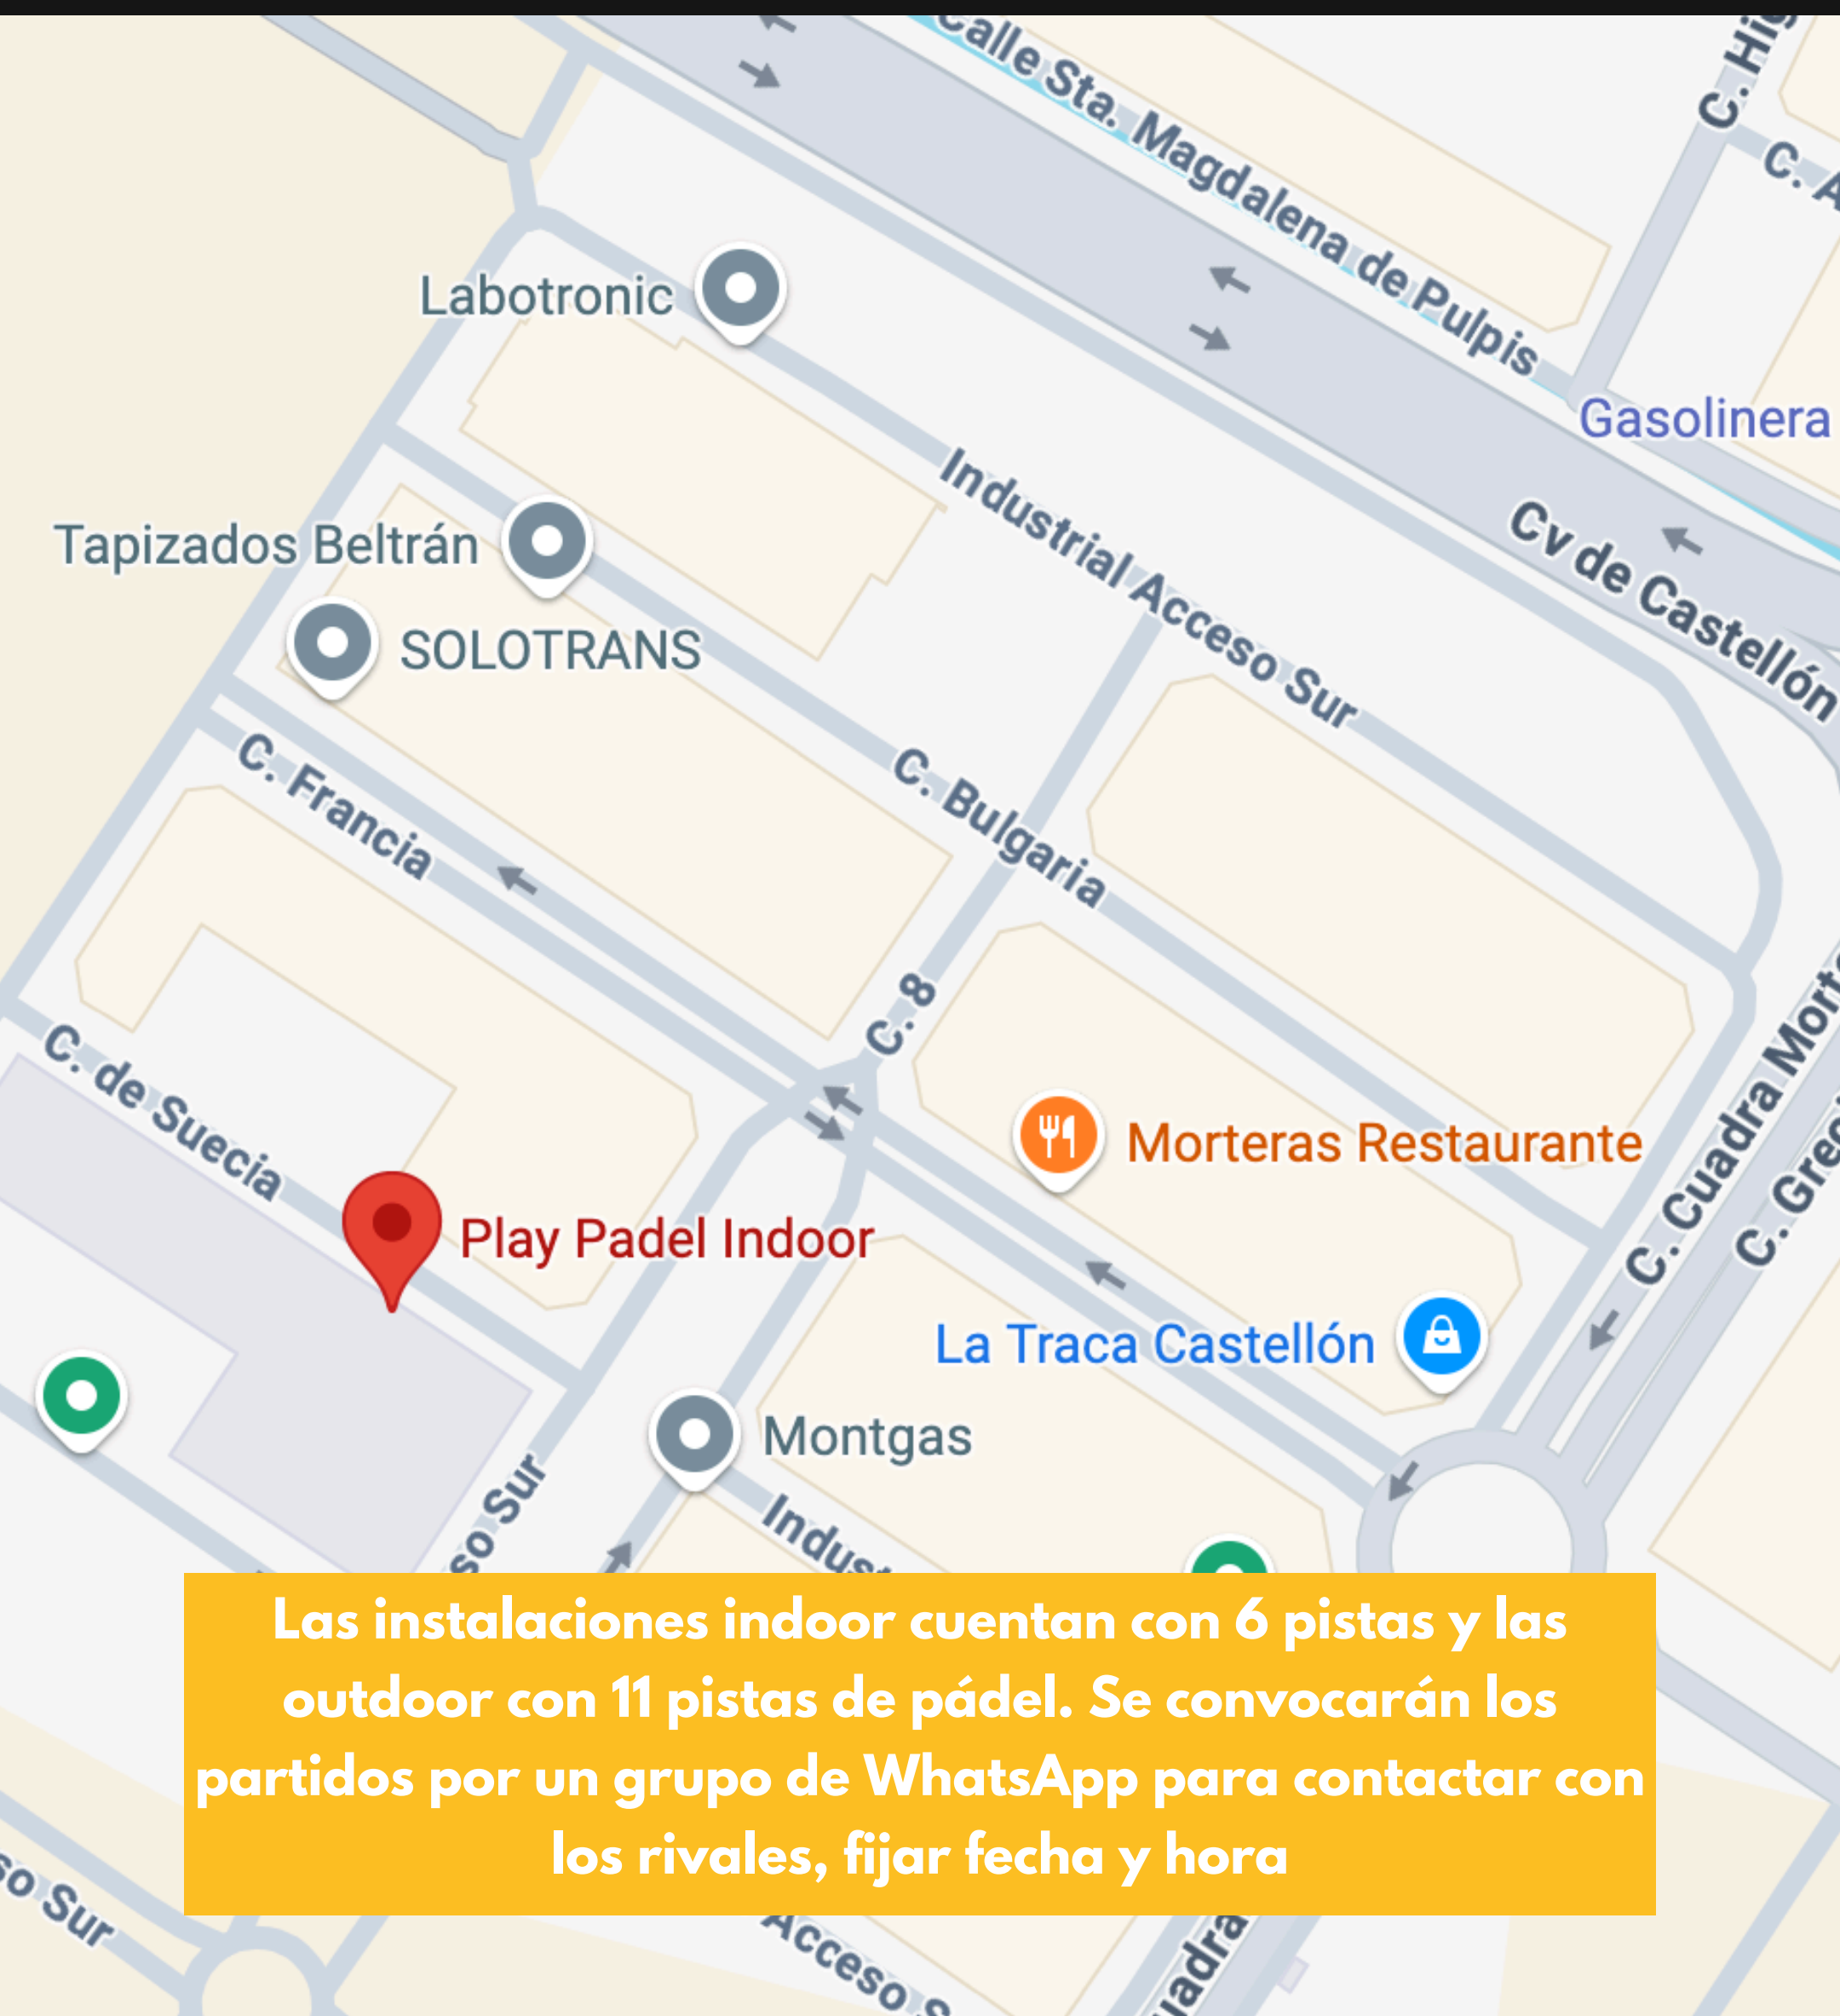 Calle Sta. Magdalena de Pulpis
Labotronic
Gasolinera
Industrial Acceso Sur
Cv de Castellón
Tapizados Beltrán
SOLOTRANS
C. Francia
C. Bulgaria
C. 8
C. de Suecia
C. Cuadra
Morteras Restaurante
Play Padel Indoor
La Traca Castellón
Montgas
Sur
Las instalaciones indoor cuentan con 6 pistas y las
outdoor con 11 pistas de pádel. Se convocarán los
partidos por un grupo de WhatsApp para contactar con
los rivales, fijar fecha y hora
Sur
Acceso